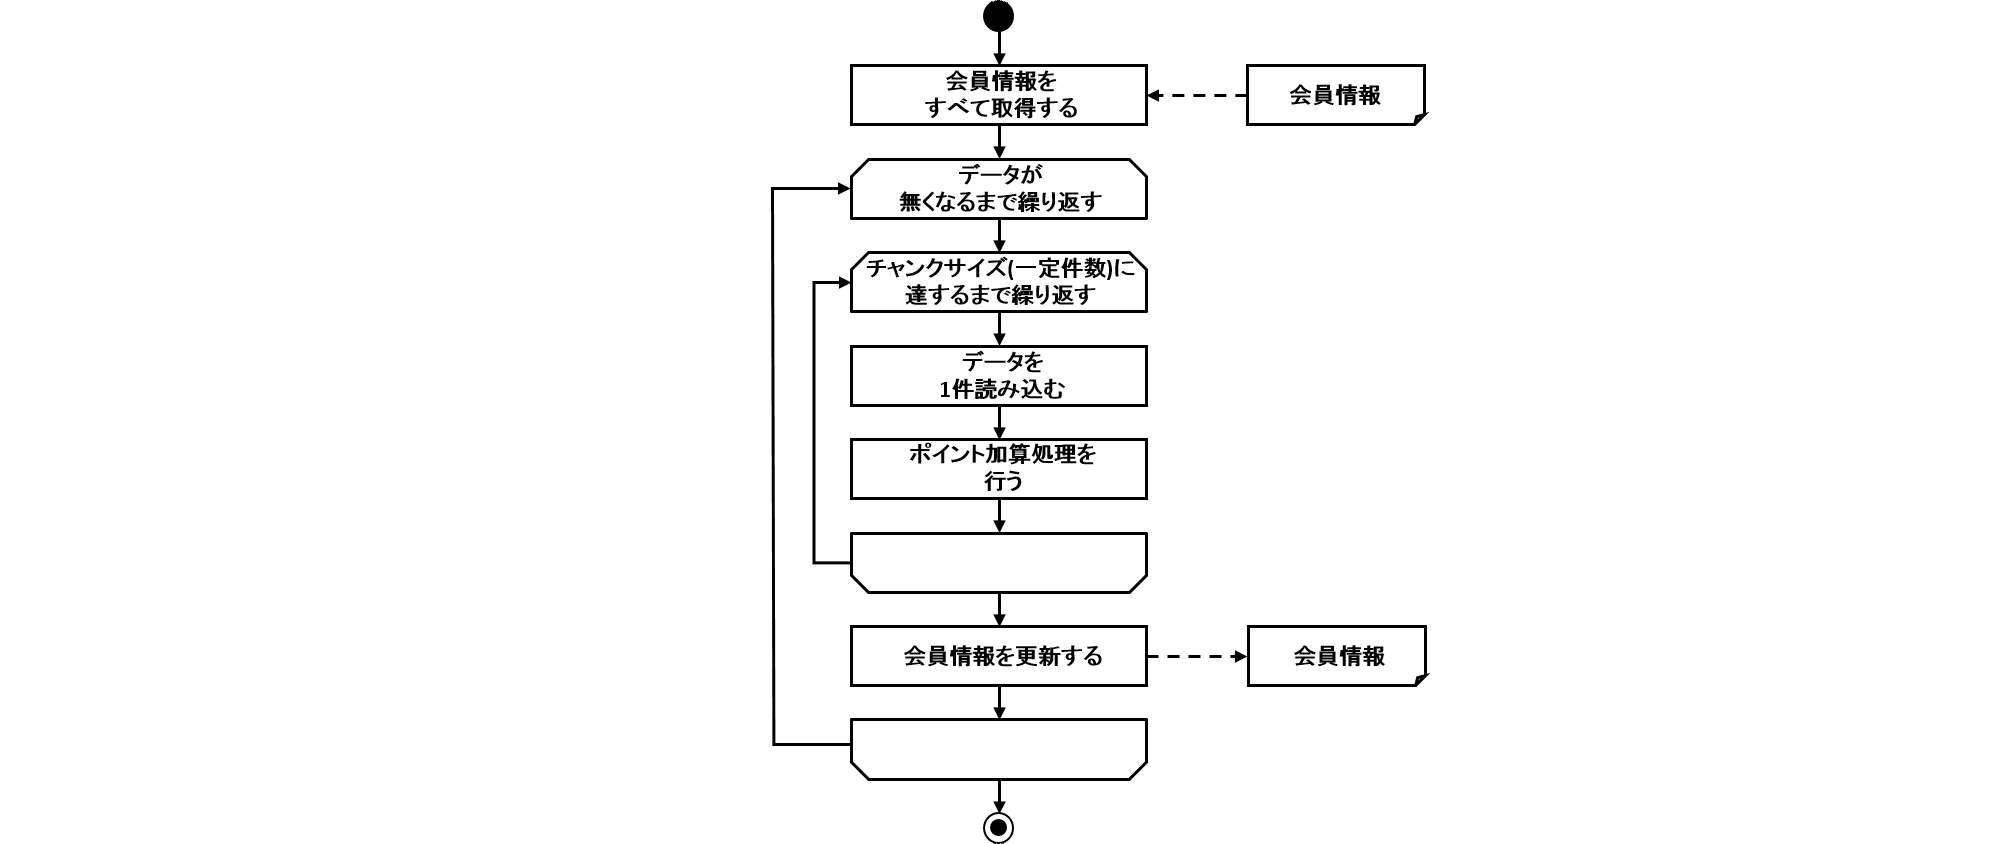 会員情報を
すべて取得する
会員情報
データが
無くなるまで繰り返す
チャンクサイズ(一定件数)に
達するまで繰り返す
データを
1件読み込む
ポイント加算処理を
行う
会員情報を更新する
会員情報